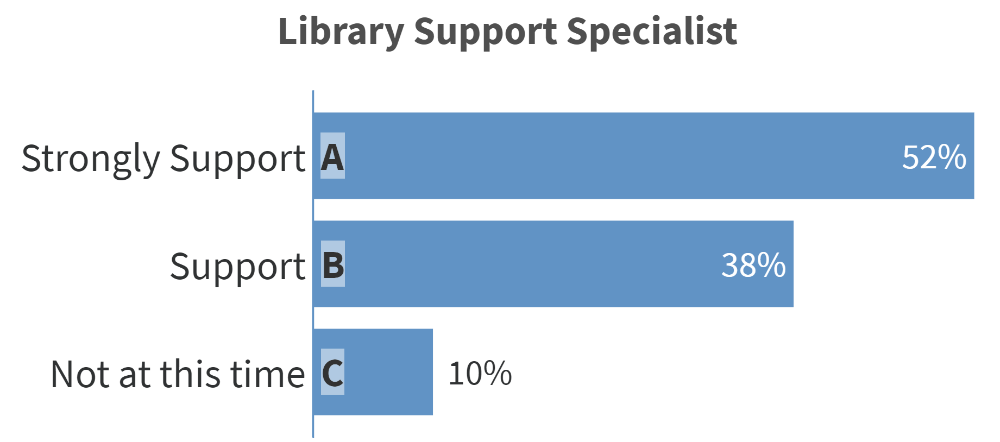 Library Support Specialist
Strongly Support A 52%
Support B 38%
Not at this time C 10%